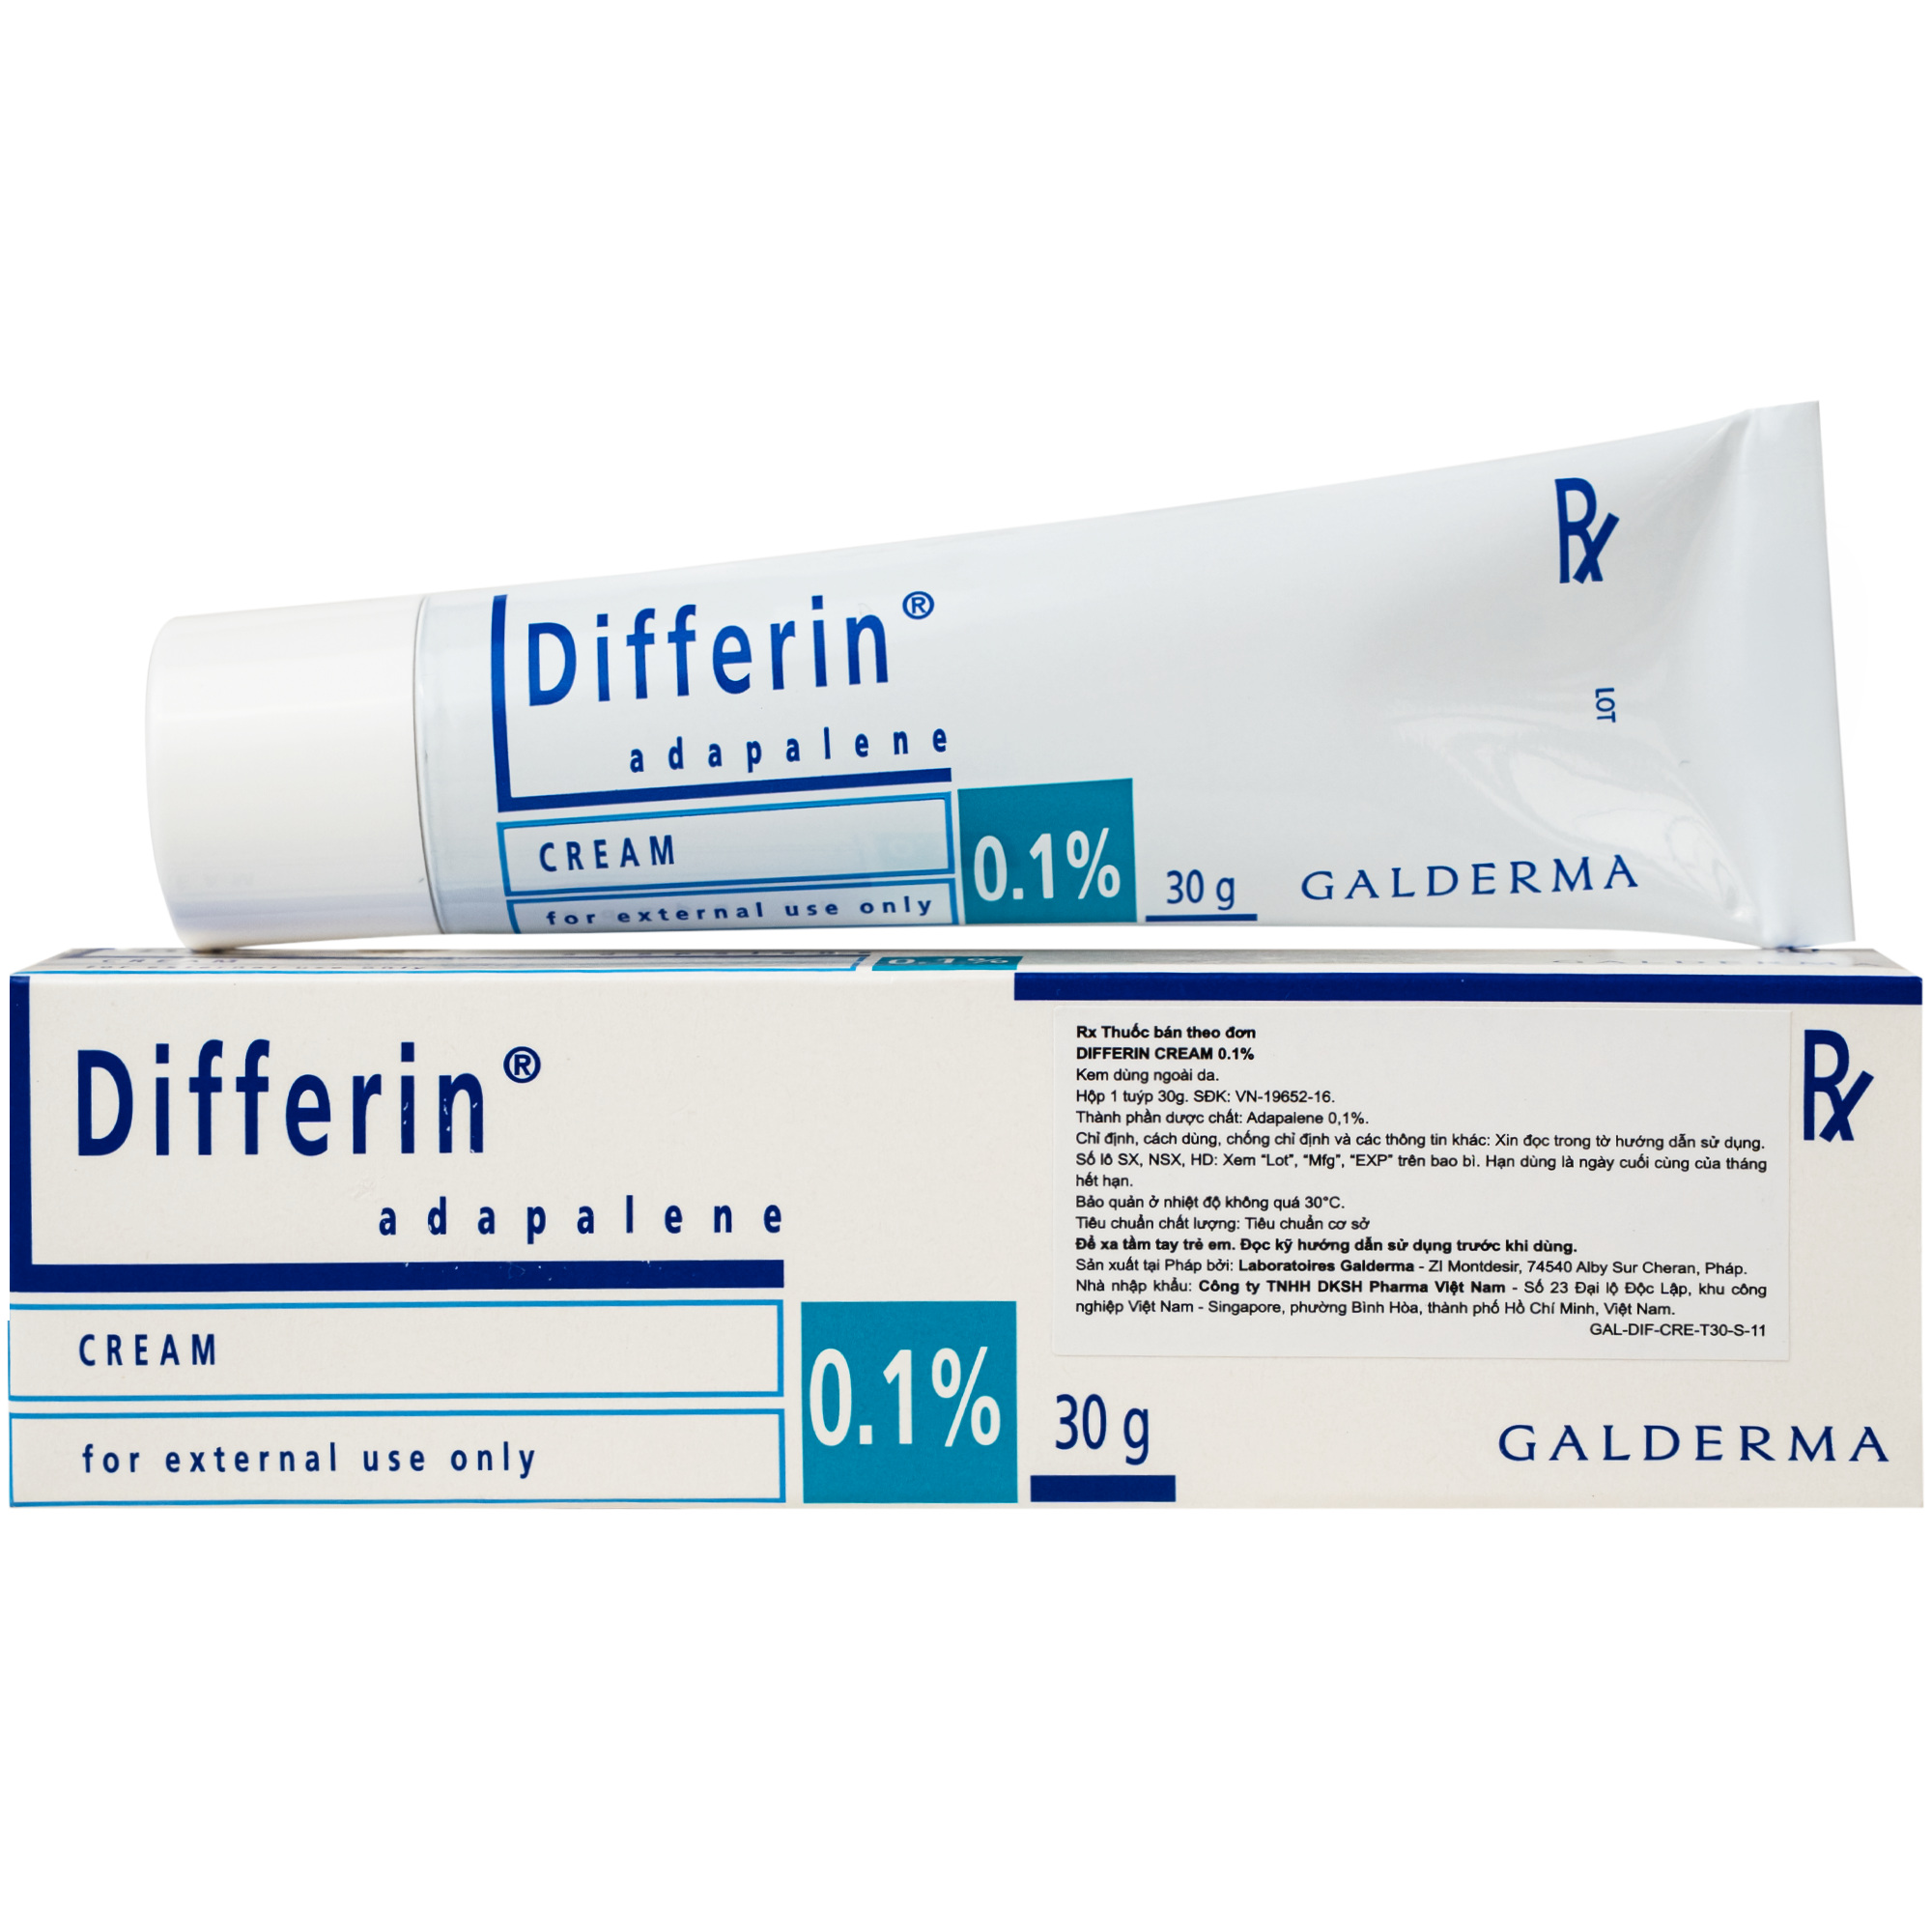 Differin®
adapalene
CREAM
for external use only
0.1%
30 g
GALDERMA
Rx
LOT
CREAM
for external use only
0.1%
GALDERMA
Differin®
adapalene
CREAM
for external use only
0.1%
30 g
GALDERMA
Rx
Rx Thuốc bán theo đơn
DIFFERIN CREAM 0.1%
Kem dùng ngoài da.
Hộp 1 tuýp 30g. SĐK: VN-19652-16.
Thành phần dược chất: Adapalene 0,1%.
Chỉ định, cách dùng, chống chỉ định và các thông tin khác: Xin đọc trong tờ hướng dẫn sử dụng.
Số lô SX, NSX, HD: Xem "Lot", "Mfg", "EXP" trên bao bì. Hạn dùng là ngày cuối cùng của tháng
hết hạn.
Bảo quản ở nhiệt độ không quá 30°C.
Tiêu chuẩn chất lượng: Tiêu chuẩn cơ sở
Để xa tầm tay trẻ em. Đọc kỹ hướng dẫn sử dụng trước khi dùng.
Sản xuất tại Pháp bởi: Laboratoires Galderma - ZI Montdesir, 74540 Alby Sur Cheran, Pháp.
Nhà nhập khẩu: Công ty TNHH DKSH Pharma Việt Nam - Số 23 Đại lộ Độc Lập, khu công
nghiệp Việt Nam - Singapore, phường Bình Hòa, thành phố Hồ Chí Minh, Việt Nam.
GAL-DIF-CRE-T30-S-11